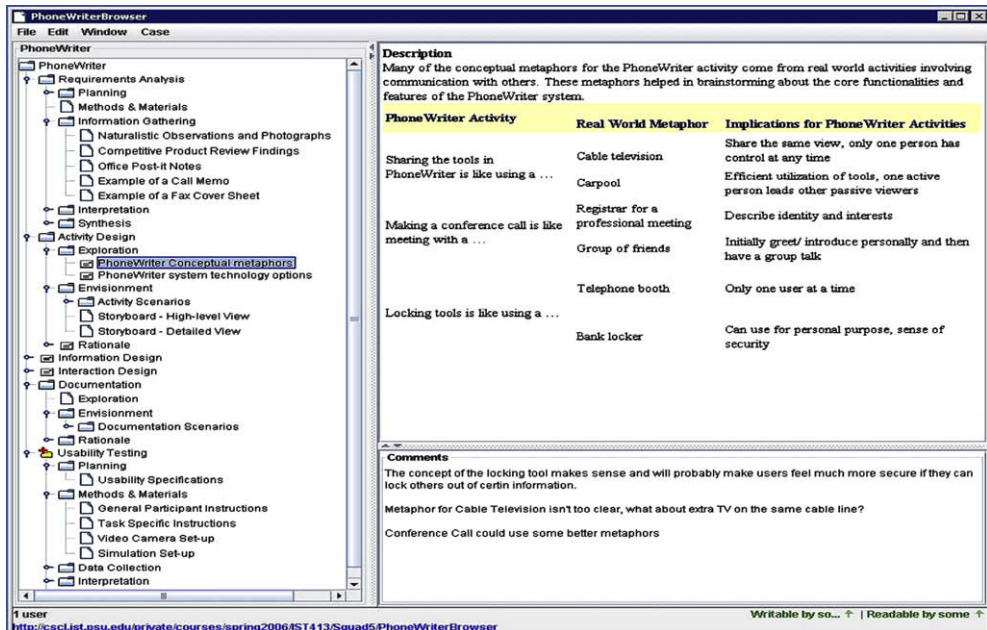 PhoneWriterBrowser
File Edit Window Case
PhoneWriter
PhoneWriter
Requirements Analysis
Planning
Methods & Materials
Information Gathering
Naturalistic Observations and Photographs
Competitive Product Review Findings
Office Post-it Notes
Example of a Call Memo
Example of a Fax Cover Sheet
Interpretation
Synthesis
Activity Design
Exploration
PhoneWriter Conceptual metaphors
PhoneWriter system technology options
Envisionment
Activity Scenarios
Storyboard - High-level View
Storyboard - Detailed View
Rationale
Information Design
Interaction Design
Documentation
Exploration
Envisionment
Documentation Scenarios
Rationale
Usability Testing
Planning
Usability Specifications
Methods & Materials
General Participant Instructions
Task Specific Instructions
Video Camera Set-up
Simulation Set-up
Data Collection
Interpretation
Description
Many of the conceptual metaphors for the PhoneWriter activity come from real world activities involving
communication with others. These metaphors helped in brainstorming about the core functionalities and
features of the PhoneWriter system.
PhoneWriter Activity Real World Metaphor Implications for PhoneWriter Activities
Sharing the tools in
PhoneWriter is like using a ...
Cable television
Share the same view, only one person has
control at any time
Carpool
Efficient utilization of tools, one active
person leads other passive viewers
Making a conference call is like
meeting with a ...
Registrar for a
professional meeting
Describe identity and interests
Group of friends
Initially greet/ introduce personally and then
have a group talk
Locking tools is like using a ...
Telephone booth
Only one user at a time
Bank locker
Can use for personal purpose, sense of
security
Comments
The concept of the locking tool makes sense and will probably make users feel much more secure if they can
lock others out of certin information.
Metaphor for Cable Television isn't too clear, what about extra TV on the same cable line?
Conference Call could use some better metaphors
1 user
Writable by so... | Readable by some
http://cscl.ist.psu.edu/private/courses/spring2006/IST413/Squad5/PhoneWriterBrowser